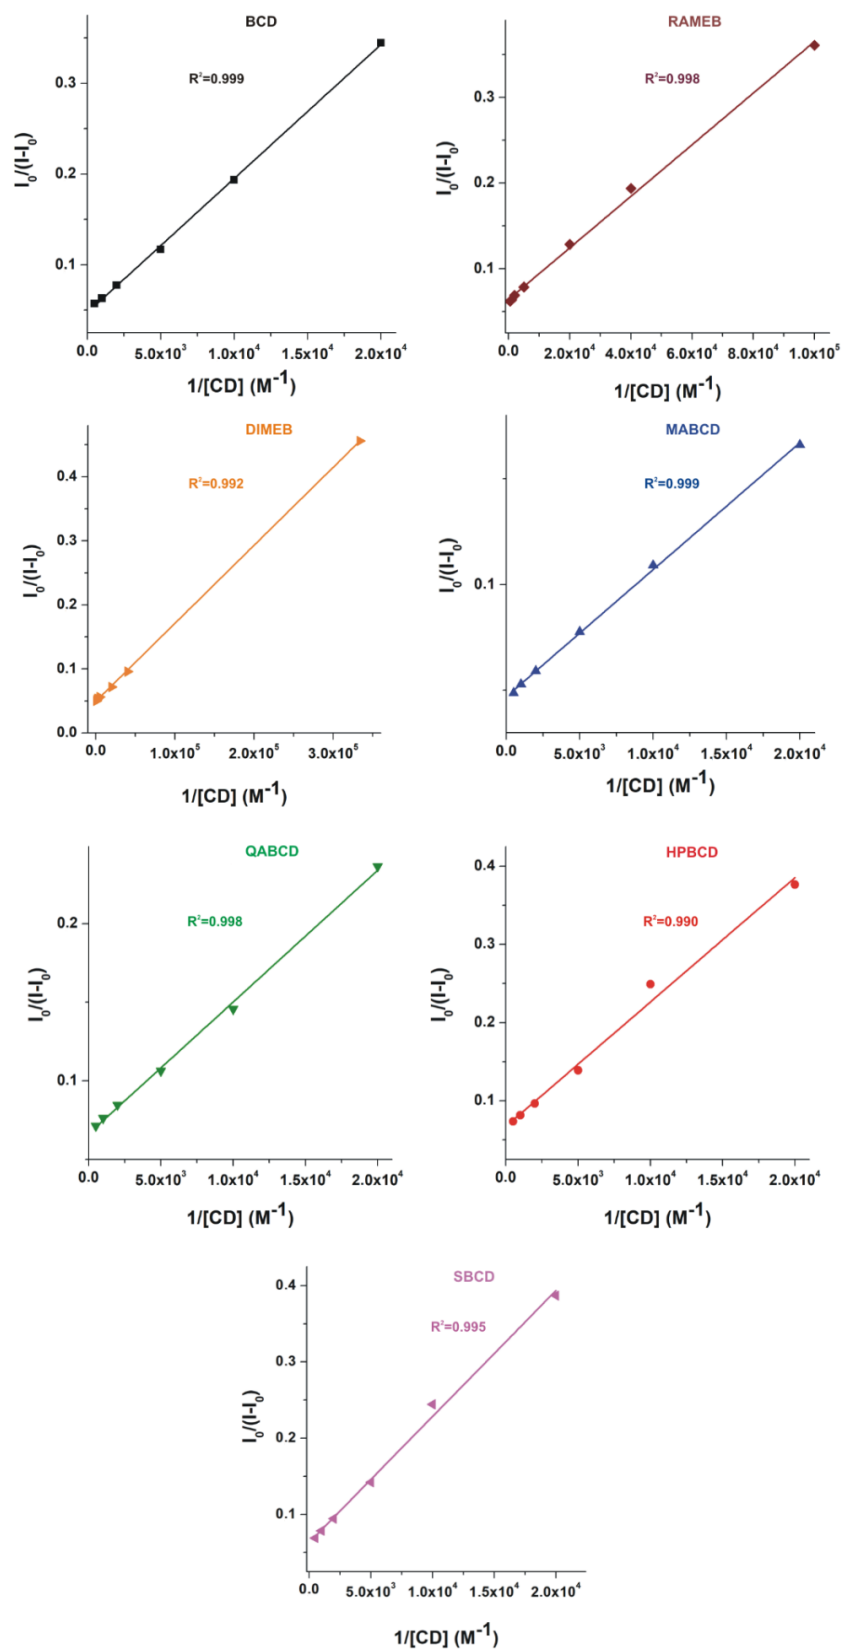 BCD
R²=0.999
0.3
0.2
0.1
I₀/(I-I₀)
0.0 5.0x10³ 1.0x10⁴ 1.5x10⁴ 2.0x10⁴
1/[CD] (M⁻¹)
RAMEB
R²=0.998
0.3
0.2
0.1
I₀/(I-I₀)
0.0 2.0x10⁴ 4.0x10⁴ 6.0x10⁴ 8.0x10⁴ 1.0x10⁵
1/[CD] (M⁻¹)
DIMEB
R²=0.992
0.4
0.3
0.2
0.1
0.0
I₀/(I-I₀)
0.0 1.0x10⁵ 2.0x10⁵ 3.0x10⁵
1/[CD] (M⁻¹)
MABCD
R²=0.999
0.1
I₀/(I-I₀)
0.0 5.0x10³ 1.0x10⁴ 1.5x10⁴ 2.0x10⁴
1/[CD] (M⁻¹)
QABCD
R²=0.998
0.2
0.1
I₀/(I-I₀)
0.0 5.0x10³ 1.0x10⁴ 1.5x10⁴ 2.0x10⁴
1/[CD] (M⁻¹)
HPBCD
R²=0.990
0.4
0.3
0.2
0.1
I₀/(I-I₀)
0.0 5.0x10³ 1.0x10⁴ 1.5x10⁴ 2.0x10⁴
1/[CD] (M⁻¹)
SBCD
R²=0.995
0.4
0.3
0.2
0.1
I₀/(I-I₀)
0.0 5.0x10³ 1.0x10⁴ 1.5x10⁴ 2.0x10⁴
1/[CD] (M⁻¹)